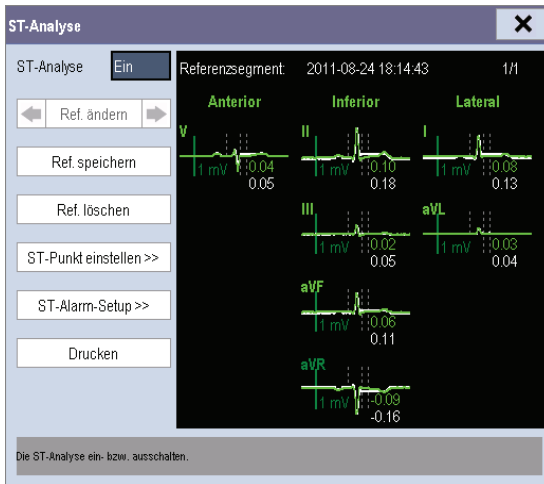 ST-Analyse
ST-Analyse Ein
Ref. ändern
Ref. speichern
Ref. löschen
ST-Punkt einstellen >>
ST-Alarm-Setup >>
Drucken
Referenzsegment: 2011-08-24 18:14:43 1/1
Anterior Inferior Lateral
V
1 mV 0.04
0.05
II
1 mV 0.10
0.18
I
1 mV 0.08
0.13
III
1 mV 0.02
0.05
aVL
1 mV 0.03
0.04
aVF
1 mV 0.06
0.11
aVR
1 mV -0.09
-0.16
Die ST-Analyse ein- bzw. ausschalten.